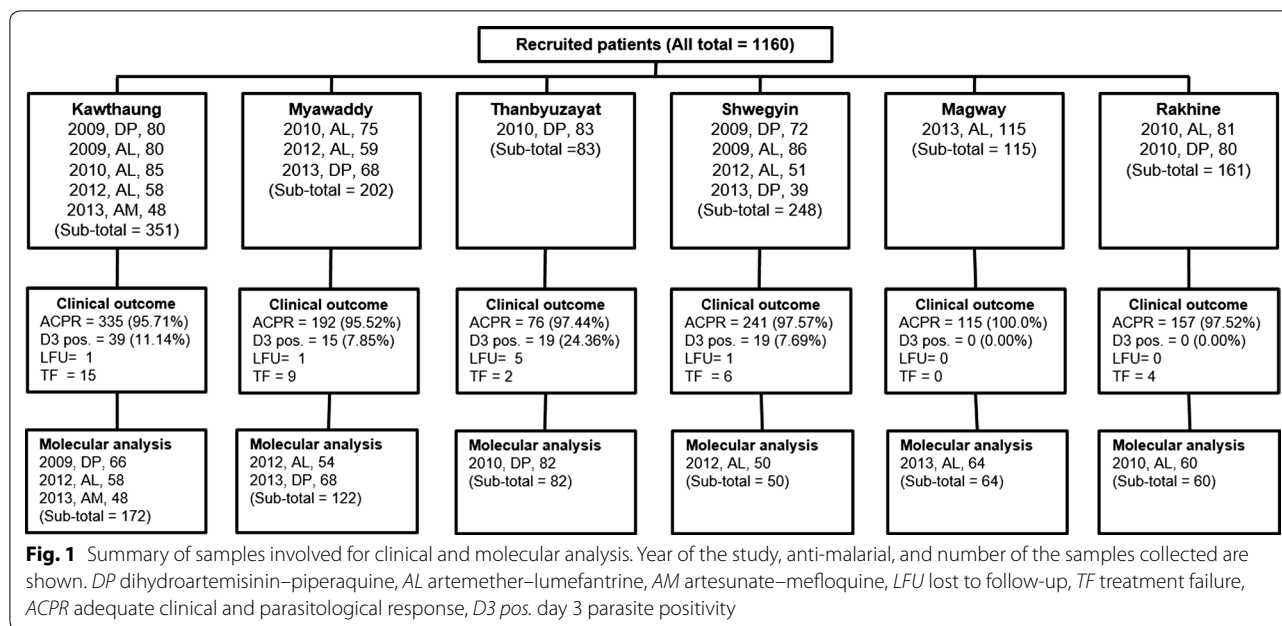 Recruited patients (All total = 1160)
Kawthaung
2009, DP, 80
2009, AL, 80
2010, AL, 85
2012, AL, 58
2013, AM, 48
(Sub-total = 351)
Myawaddy
2010, AL, 75
2012, AL, 59
2013, DP, 68
(Sub-total = 202)
Thanbyuzayat
2010, DP, 83
(Sub-total =83)
Shwegyin
2009, DP, 72
2009, AL, 86
2012, AL, 51
2013, DP, 39
(Sub-total = 248)
Magway
2013, AL, 115
(Sub-total = 115)
Rakhine
2010, AL, 81
2010, DP, 80
(Sub-total = 161)
Clinical outcome
ACPR = 335 (95.71%)
D3 pos. = 39 (11.14%)
LFU= 1
TF = 15
Clinical outcome
ACPR = 192 (95.52%)
D3 pos. = 15 (7.85%)
LFU = 1
TF = 9
Clinical outcome
ACPR = 76 (97.44%)
D3 pos. = 19 (24.36%)
LFU = 5
TF = 2
Clinical outcome
ACPR = 241 (97.57%)
D3 pos. = 19 (7.69%)
LFU = 1
TF = 6
Clinical outcome
ACPR = 115 (100.0%)
D3 pos. = 0 (0.00%)
LFU = 0
TF = 0
Clinical outcome
ACPR = 157 (97.52%)
D3 pos. = 0 (0.00%)
LFU = 0
TF = 4
Molecular analysis
2009, DP, 66
2012, AL, 58
2013, AM, 48
(Sub-total = 172)
Molecular analysis
2012, AL, 54
2013, DP, 68
(Sub-total = 122)
Molecular analysis
2010, DP, 82
(Sub-total = 82)
Molecular analysis
2012, AL, 50
(Sub-total = 50)
Molecular analysis
2013, AL, 64
(Sub-total = 64)
Molecular analysis
2010, AL, 60
(Sub-total = 60)
Fig. 1 Summary of samples involved for clinical and molecular analysis. Year of the study, anti-malarial, and number of the samples collected are
shown. DP dihydroartemisinin–piperaquine, AL artemether–lumefantrine, AM artesunate–mefloquine, LFU lost to follow-up, TF treatment failure,
ACPR adequate clinical and parasitological response, D3 pos. day 3 parasite positivity